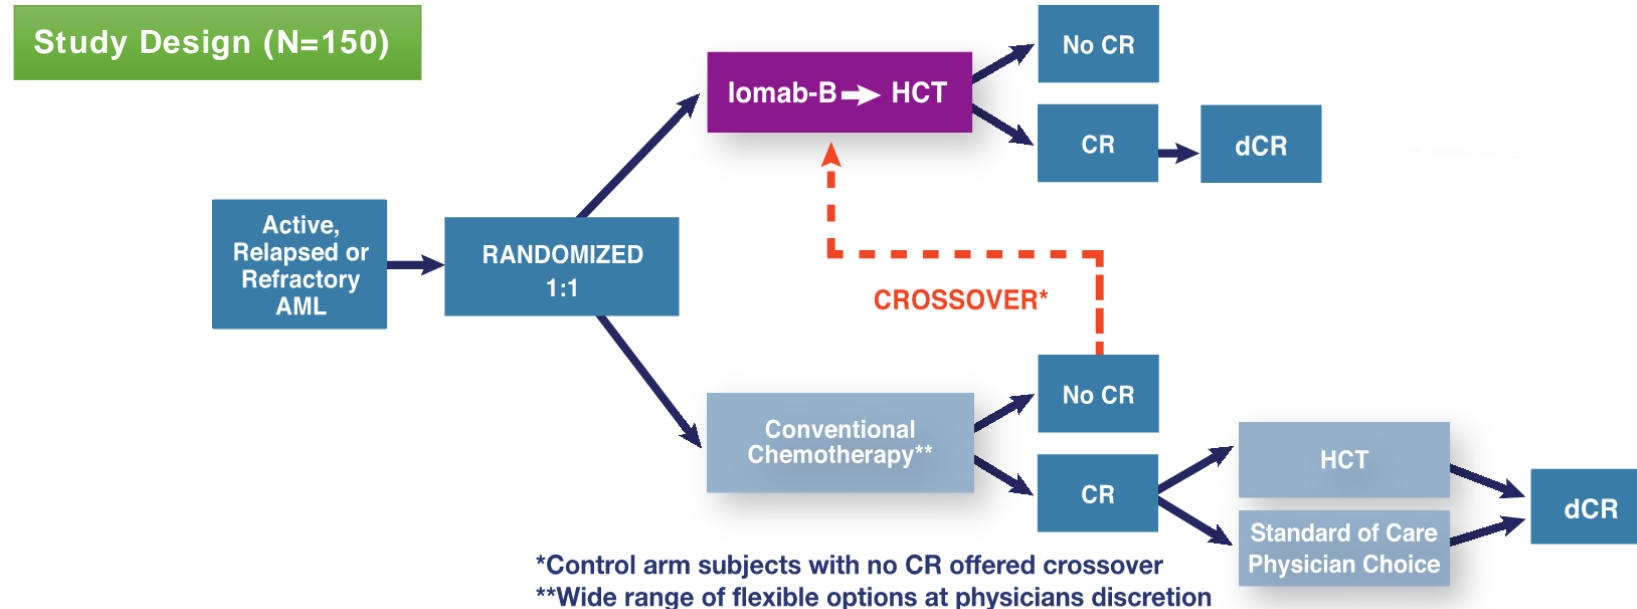 Study Design (N=150)
Iomab-B HCT
No CR
CR
dCR
Active,
Relapsed or
Refractory
AML
RANDOMIZED
1:1
CROSSOVER*
Conventional
Chemotherapy**
No CR
CR
HCT
Standard of Care
Physician Choice
dCR
*Control arm subjects with no CR offered crossover
**Wide range of flexible options at physicians discretion